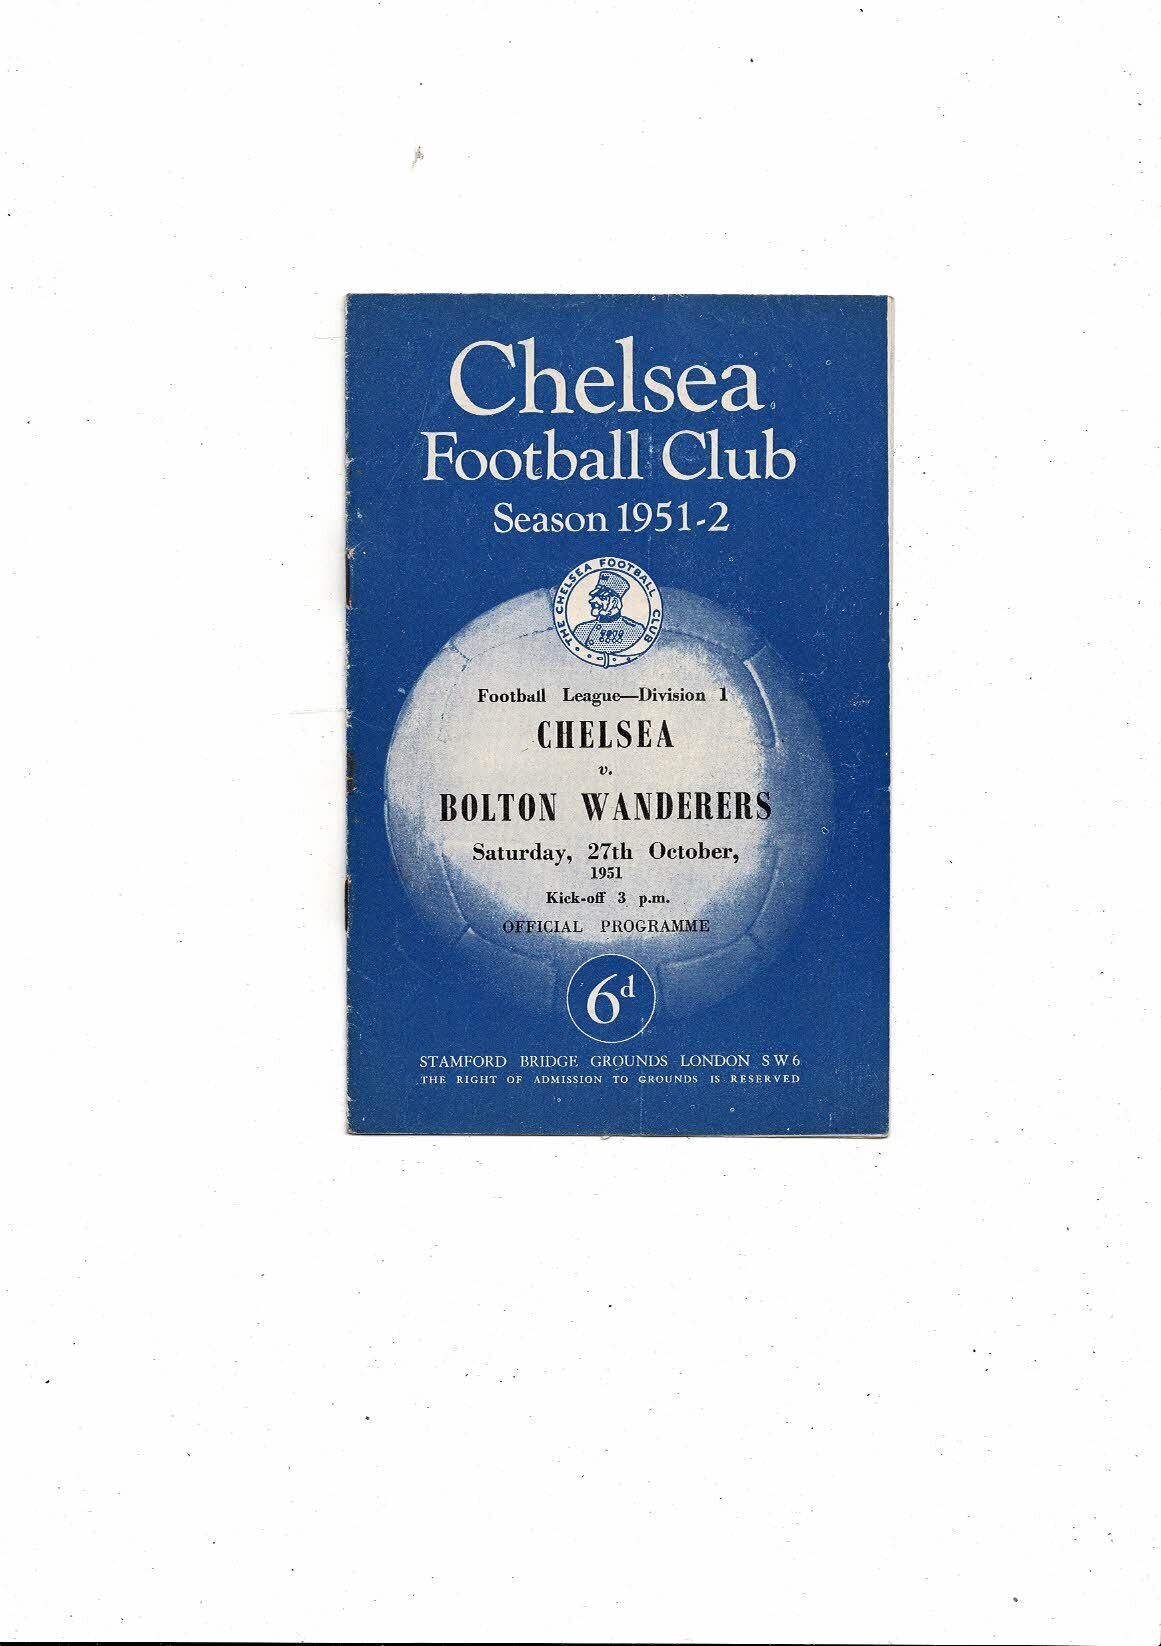 Chelsea
Football Club
Season 1951-2
THE CHELSEA FOOTBALL CLUB
Football League—Division 1
CHELSEA
v.
BOLTON WANDERERS
Saturday, 27th October,
1951
Kick-off 3 p.m.
OFFICIAL PROGRAMME
6d
STAMFORD BRIDGE GROUNDS LONDON SW6
THE RIGHT OF ADMISSION TO GROUNDS IS RESERVED